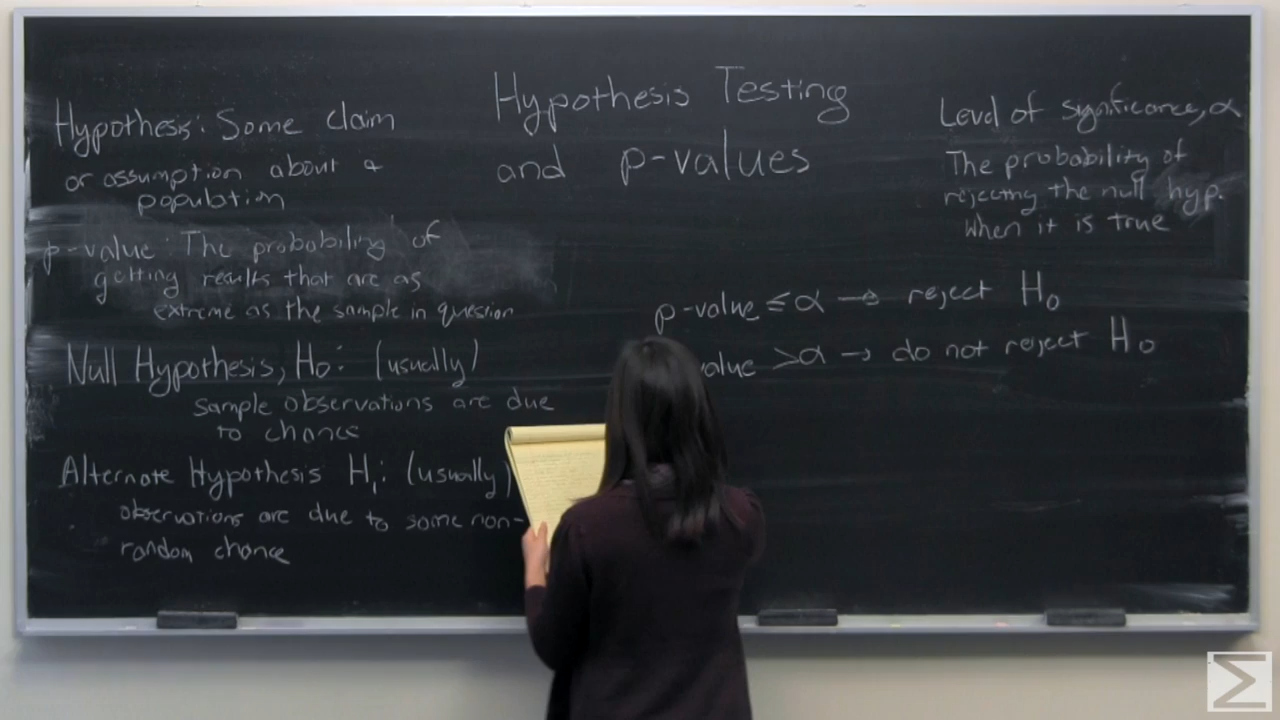 Hypothesis Testing
and p-values
Hypothesis: Some claim
or assumption about a
population
p-value: The probability of
getting results that are as
extreme as the sample in question
Null Hypothesis, H₀: (usually)
sample observations are due
to chance
Alternate Hypothesis H₁: (usually)
observations are due to some non-
random chance
Level of significance, α
The probability of
rejecting the null hyp.
when it is true
p-value ≤ α → reject H₀
value > α → do not reject H₀
Σ